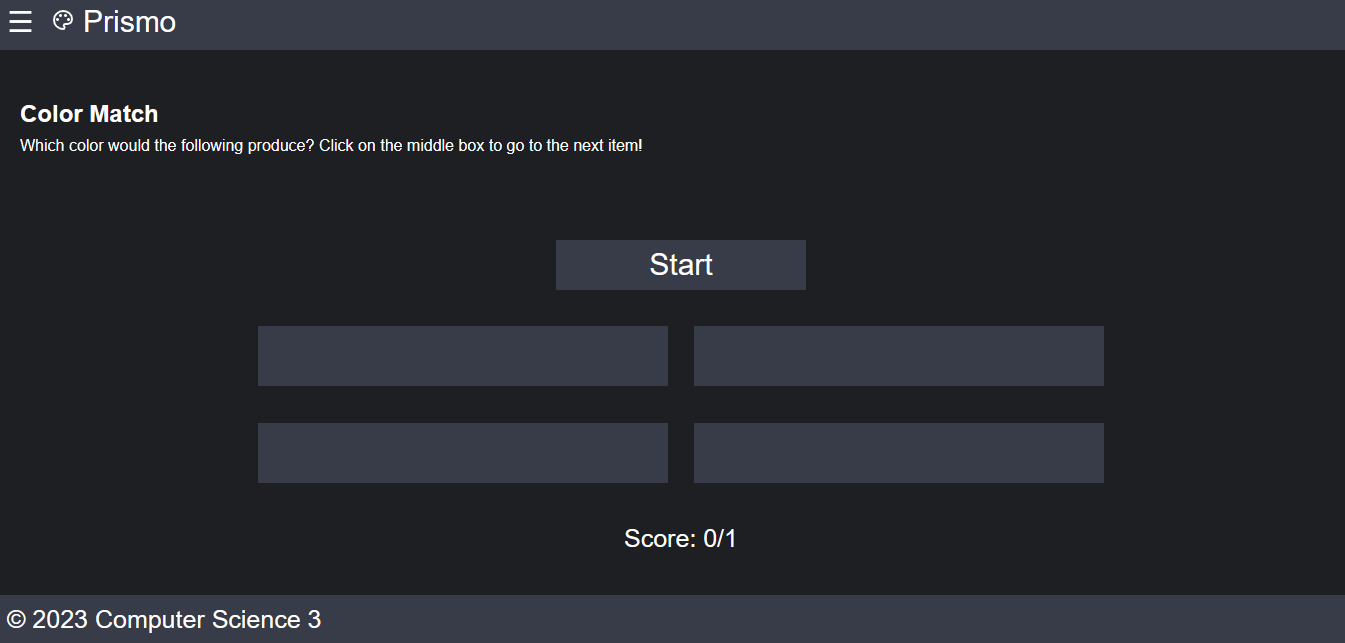 ☰ Prismo
Color Match
Which color would the following produce? Click on the middle box to go to the next item!
Start
Score: 0/1
© 2023 Computer Science 3